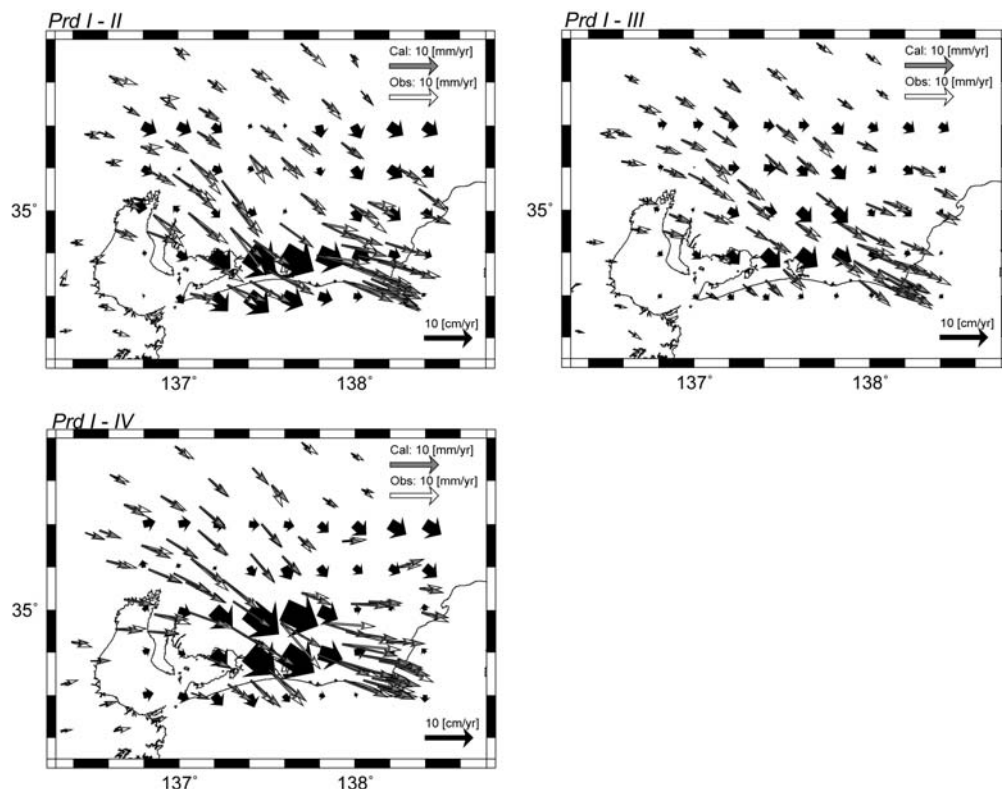 Prd I - II
Cal: 10 [mm/yr]
Obs: 10 [mm/yr]
35˚
10 [cm/yr]
137˚ 138˚
Prd I - III
Cal: 10 [mm/yr]
Obs: 10 [mm/yr]
35˚
10 [cm/yr]
137˚ 138˚
Prd I - IV
Cal: 10 [mm/yr]
Obs: 10 [mm/yr]
35˚
10 [cm/yr]
137˚ 138˚